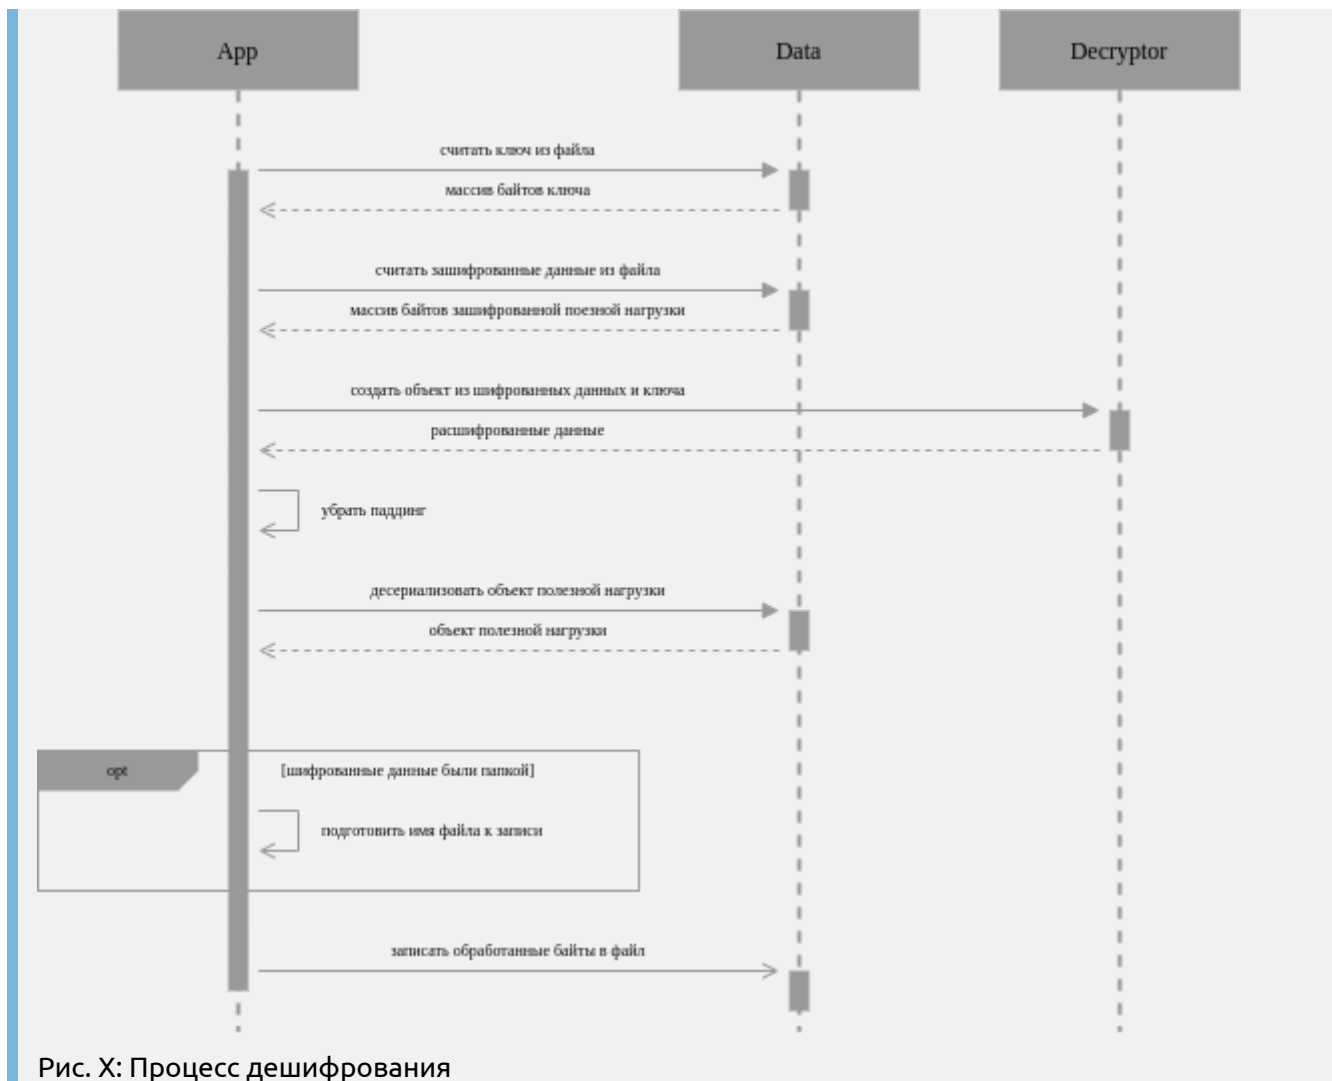 App
Data
Decryptor
считать ключ из файла
массив байтов ключа
считать зашифрованные данные из файла
массив байтов зашифрованной поезной нагрузки
создать объект из шифрованных данных и ключа
расшифрованные данные
убрать паддинг
десериализовать объект полезной нагрузки
объект полезной нагрузки
opt
[шифрованные данные были папкой]
подготовить имя файла к записи
записать обработанные байты в файл
Рис. X: Процесс дешифрования